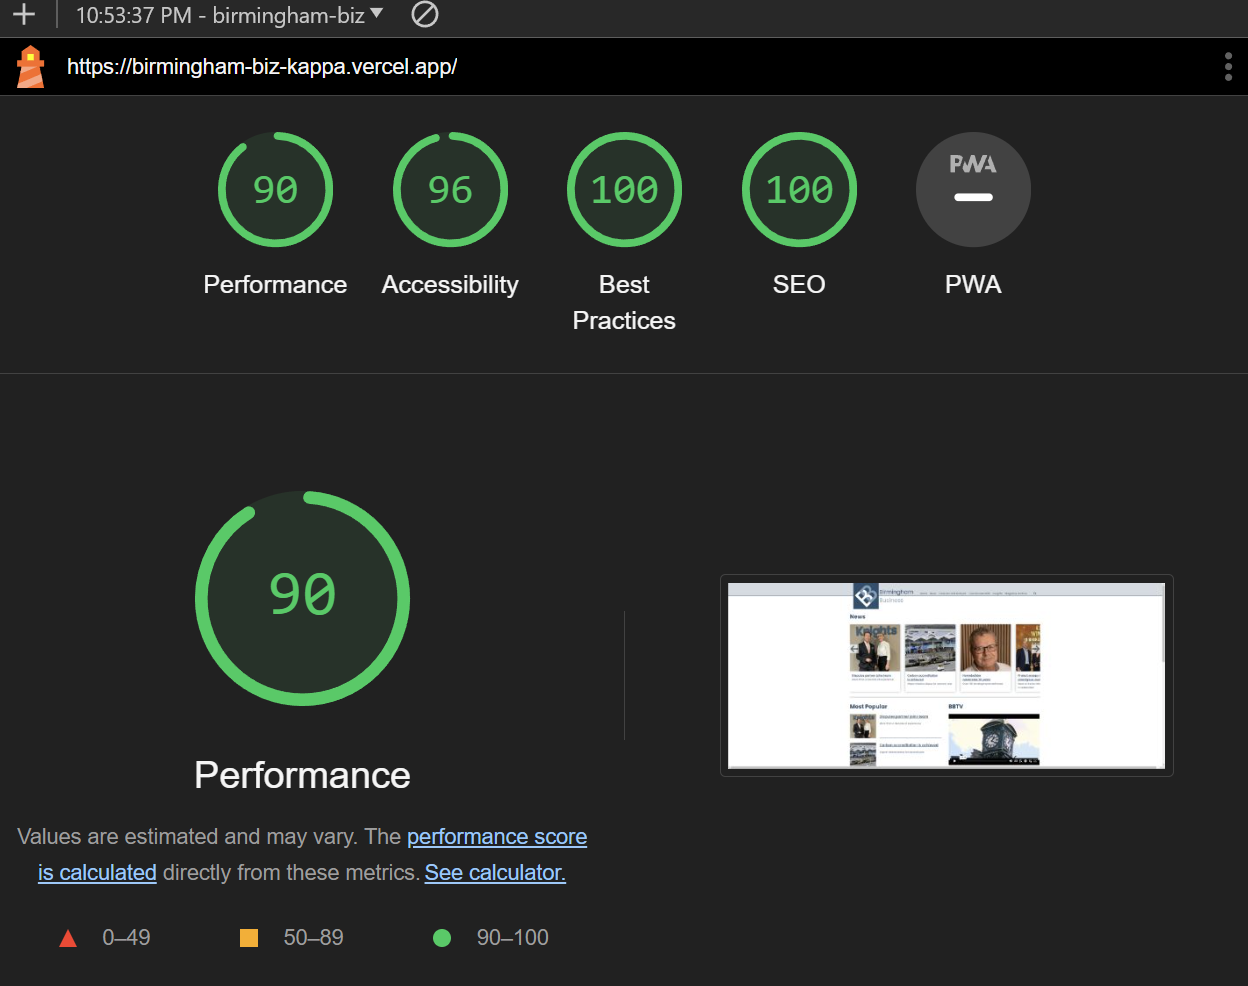 10:53:37 PM - birmingham-biz
https://birmingham-biz-kappa.vercel.app/
90
96
100
100
PWA
Performance
Accessibility
Best Practices
SEO
PWA
90
Performance
Values are estimated and may vary. The performance score
is calculated directly from these metrics. See calculator.
0–49
50–89
90–100
Birmingham
Business
News
Knights
Most Popular
BBTV